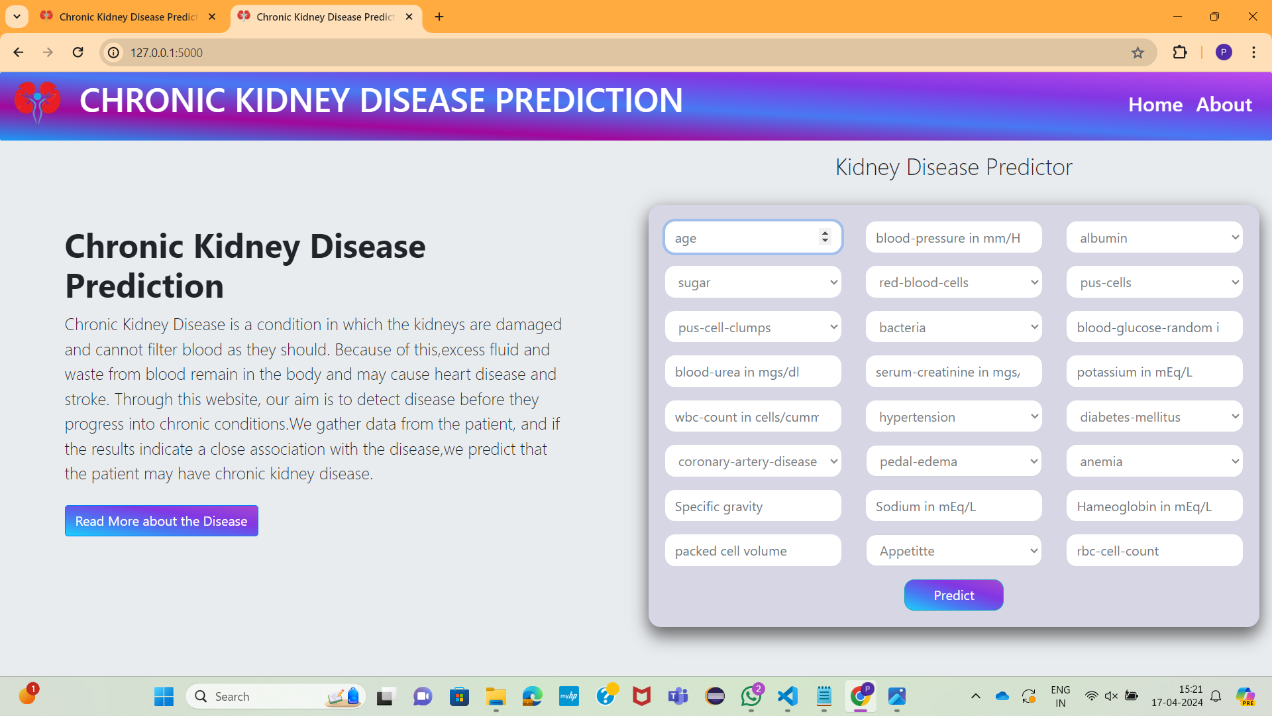 Chronic Kidney Disease Predict
Chronic Kidney Disease Predict
127.0.0.1:5000
P
CHRONIC KIDNEY DISEASE PREDICTION
Home About
Kidney Disease Predictor
Chronic Kidney Disease
Prediction
Chronic Kidney Disease is a condition in which the kidneys are damaged
and cannot filter blood as they should. Because of this,excess fluid and
waste from blood remain in the body and may cause heart disease and
stroke. Through this website, our aim is to detect disease before they
progress into chronic conditions.We gather data from the patient, and if
the results indicate a close association with the disease,we predict that
the patient may have chronic kidney disease.
Read More about the Disease
age blood-pressure in mm/H albumin
sugar red-blood-cells pus-cells
pus-cell-clumps bacteria blood-glucose-random i
blood-urea in mgs/dl serum-creatinine in mgs/ potassium in mEq/L
wbc-count in cells/cumm hypertension diabetes-mellitus
coronary-artery-disease pedal-edema anemia
Specific gravity Sodium in mEq/L Hameoglobin in mEq/L
packed cell volume Appetitte rbc-cell-count
Predict
1
Search
myhp
2
P
ENG
IN
15:21
17-04-2024
PRE